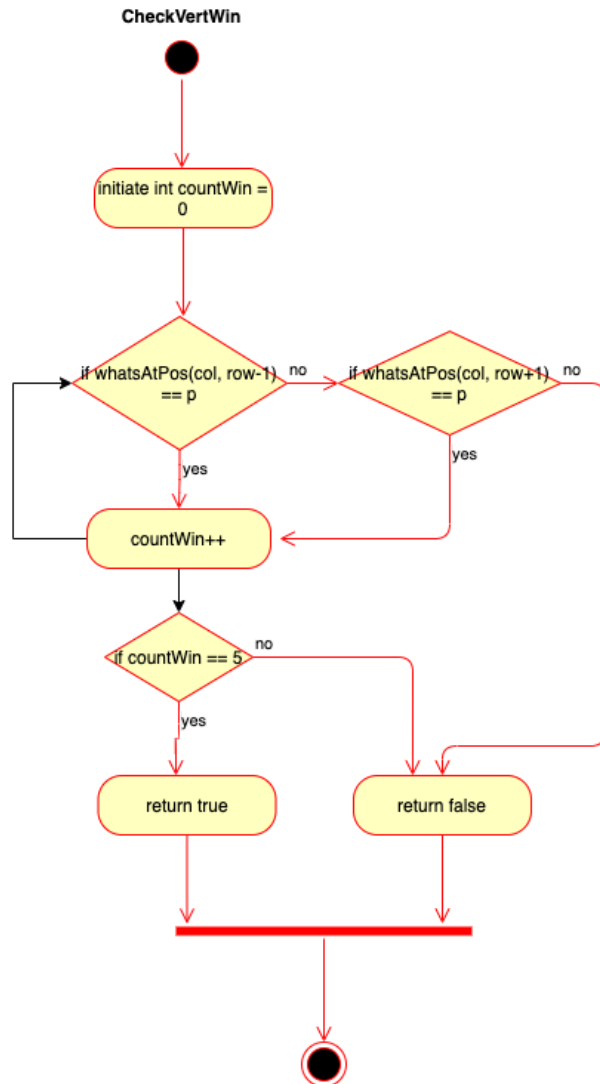 CheckVertWin
initiate int countWin =
0
if whatsAtPos(col, row-1)
== p
no
if whatsAtPos(col, row+1)
== p
no
yes
yes
countWin++
if countWin == 5
no
yes
return true
return false